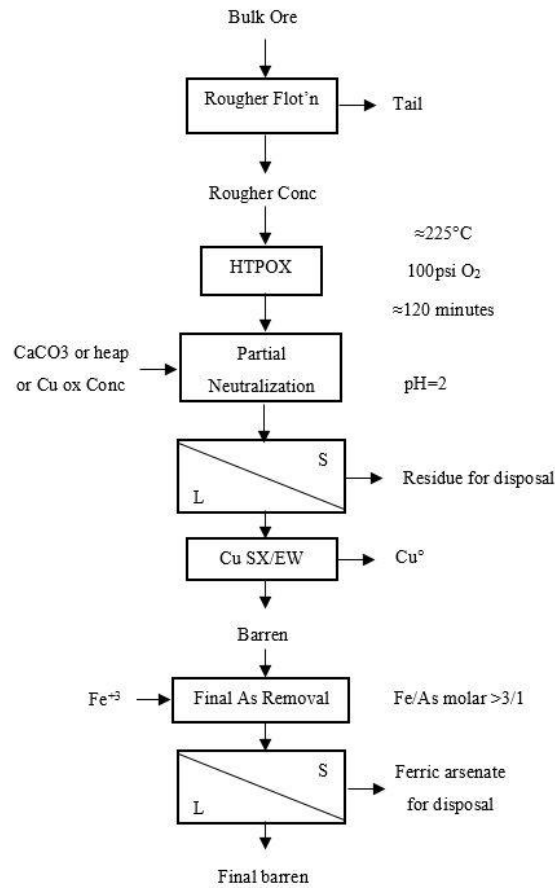 Bulk Ore
Rougher Flot'n
Tail
Rougher Conc
≈225°C
HTPOX
100psi O₂
≈120 minutes
CaCO3 or heap
or Cu ox Conc
Partial
Neutralization
pH=2
S
L
Residue for disposal
Cu SX/EW
Cu°
Barren
Fe⁺³
Final As Removal
Fe/As molar >3/1
S
L
Ferric arsenate
for disposal
Final barren